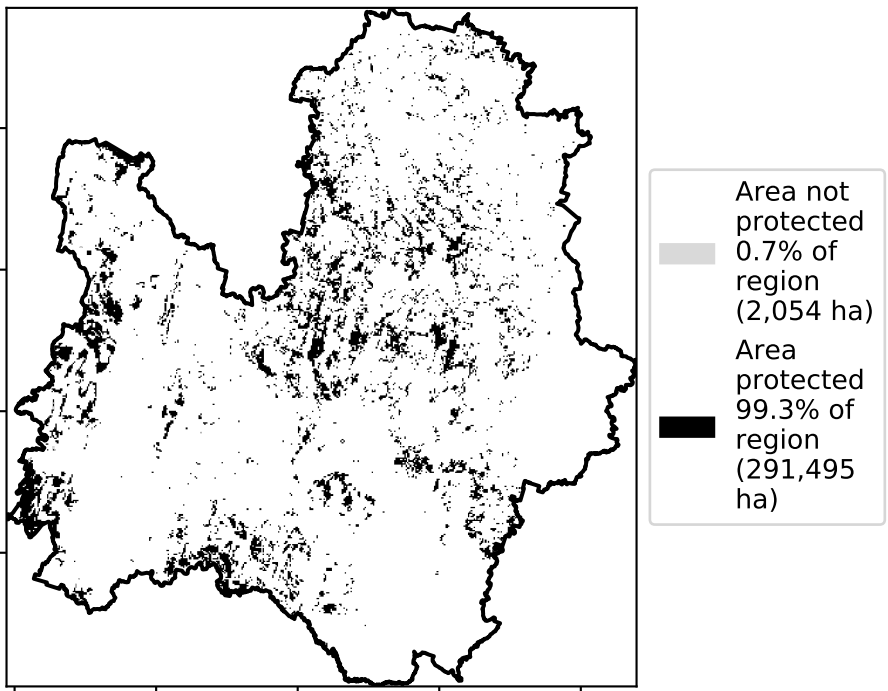 Area not
protected
0.7% of
region
(2,054 ha)
Area
protected
99.3% of
region
(291,495
ha)